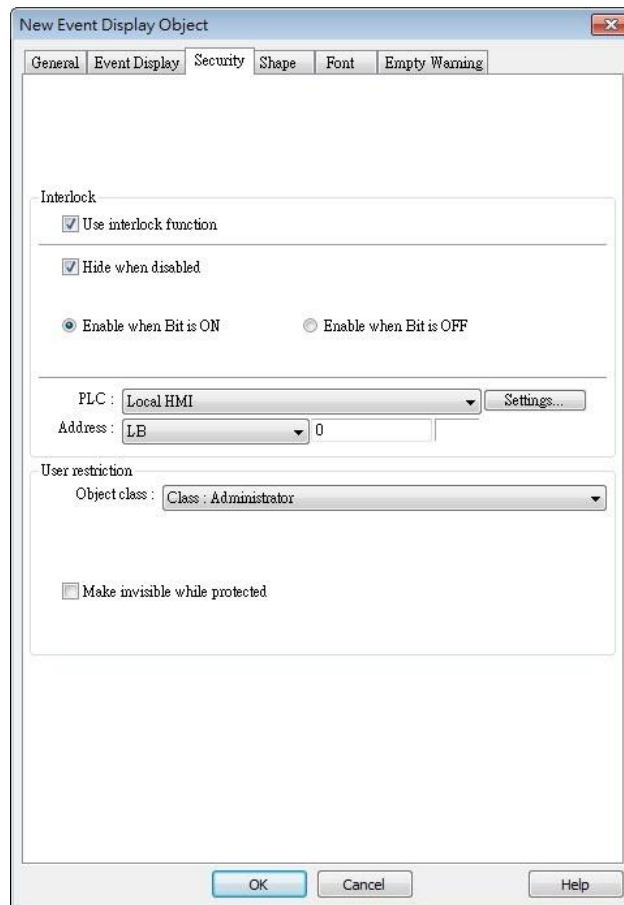 New Event Display Object
General Event Display Security Shape Font Empty Warning
Interlock
Use interlock function
Hide when disabled
Enable when Bit is ON Enable when Bit is OFF
PLC : Local HMI Settings...
Address : LB 0
User restriction
Object class : Class : Administrator
Make invisible while protected
OK Cancel Help